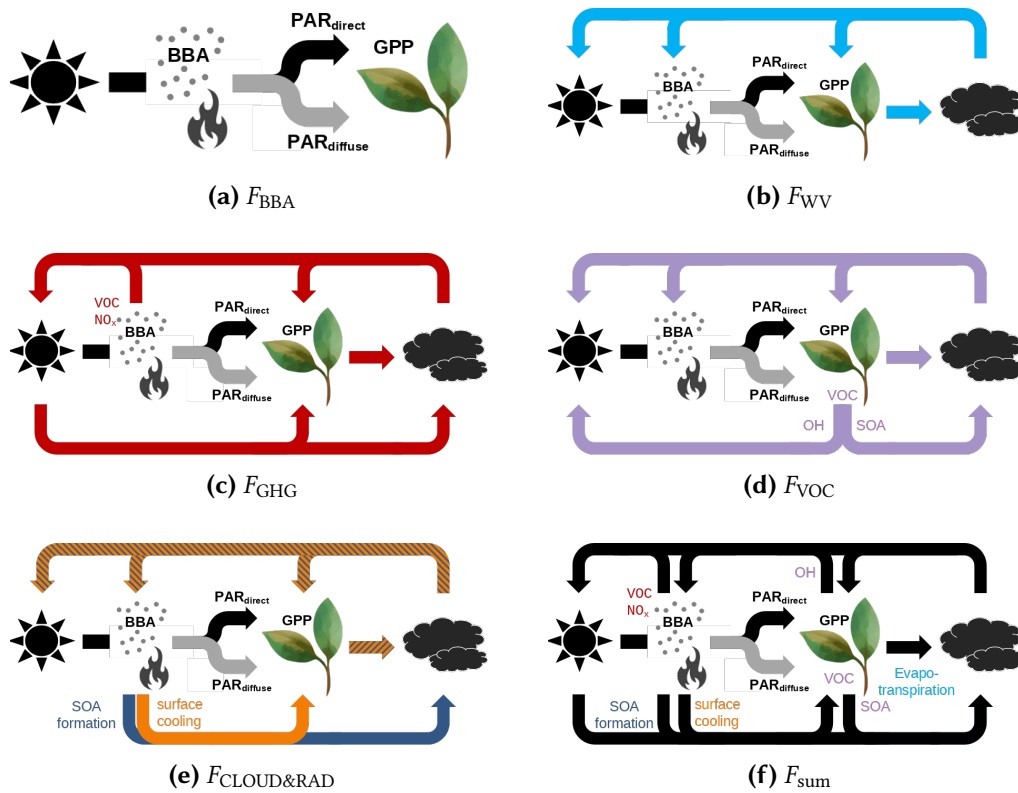 PARdirect
BBA
GPP
PARdiffuse
(a) FBBA
PARdirect
BBA
GPP
PARdiffuse
(b) FWV
VOC
NOx
PARdirect
BBA
GPP
PARdiffuse
(c) FGHG
PARdirect
BBA
GPP
PARdiffuse
VOC
OH
SOA
(d) FVOC
PARdirect
BBA
GPP
PARdiffuse
SOA
formation
surface
cooling
(e) FCLOUD&RAD
OH
VOC
NOx
PARdirect
BBA
GPP
PARdiffuse
VOC
Evapo-
transpiration
SOA
formation
surface
cooling
SOA
(f) Fsum